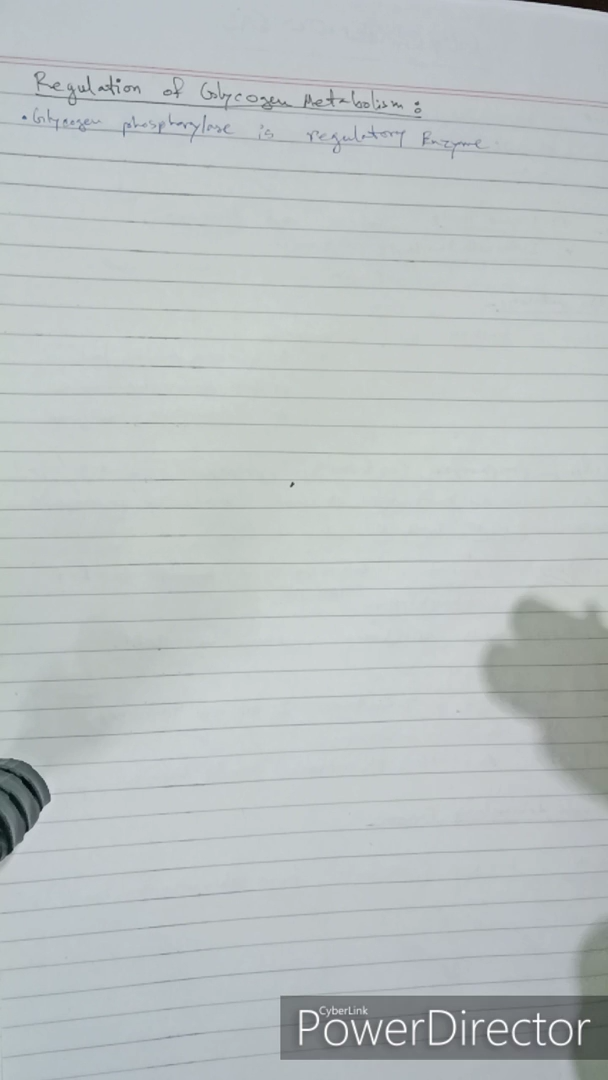 Regulation of Glycogen Metabolism:
• Glycogen phosphorylase is regulatory Enzyme.
CyberLink
PowerDirector